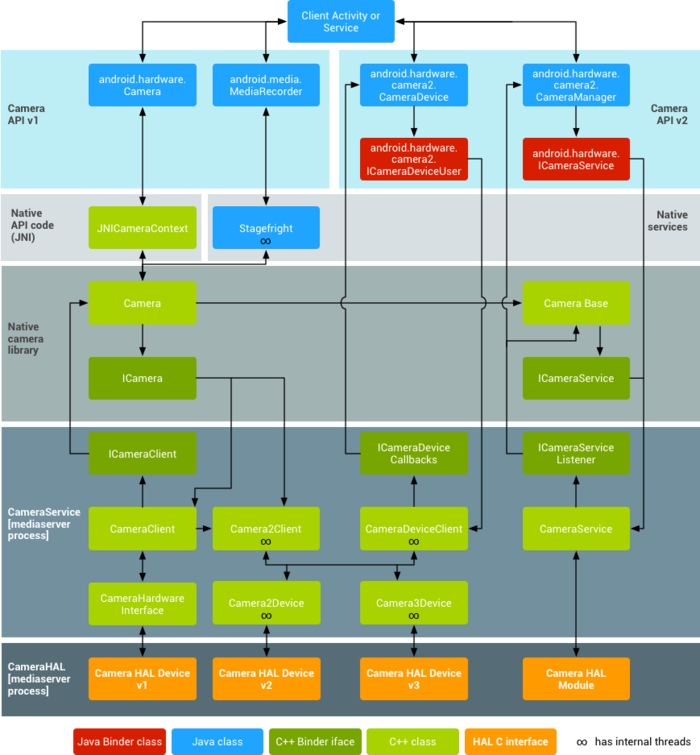 Client Activity or
Service
Camera
API v1
android.hardware.
Camera
android.media.
MediaRecorder
android.hardware.
camera2.
CameraDevice
android.hardware.
camera2.
CameraManager
Camera
API v2
android.hardware.
camera2.
ICameraDeviceUser
android.hardware.
ICameraService
Native
API code
(JNI)
JNICameraContext
Stagefright
∞
Native
services
Native
camera
library
Camera
Camera Base
ICamera
ICameraService
CameraService
[mediaserver
process]
ICameraClient
ICameraDevice
Callbacks
ICameraService
Listener
CameraClient
Camera2Client
∞
CameraDeviceClient
∞
CameraService
CameraHardware
Interface
Camera2Device
∞
Camera3Device
∞
CameraHAL
[mediaserver
process]
Camera HAL Device
v1
Camera HAL Device
v2
Camera HAL Device
v3
Camera HAL
Module
Java Binder class
Java class
C++ Binder iface
C++ class
HAL C interface
∞ has internal threads